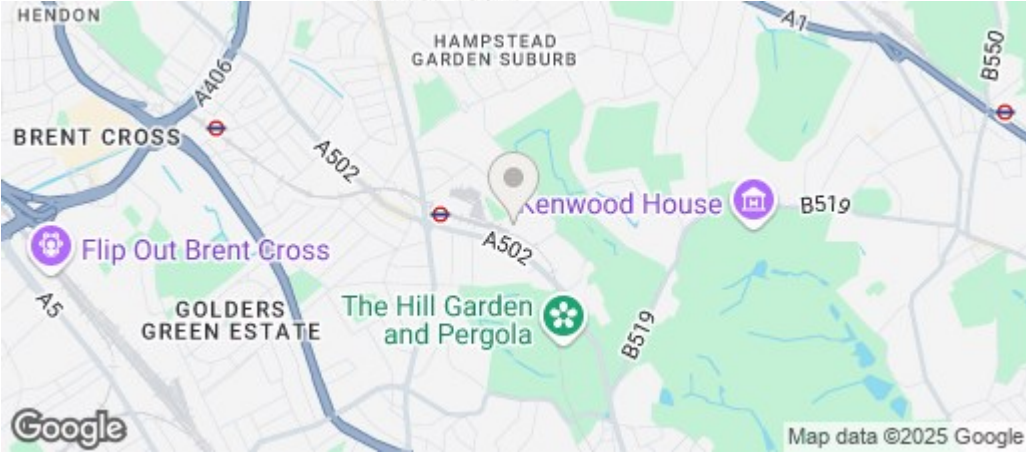 HENDON
HAMPSTEAD
GARDEN SUBURB
A1
B550
A406
BRENT CROSS
A502
Kenwood House
B519
A502
Flip Out Brent Cross
A5
GOLDERS
GREEN ESTATE
The Hill Garden
and Pergola
B519
Google
Map data ©2025 Google